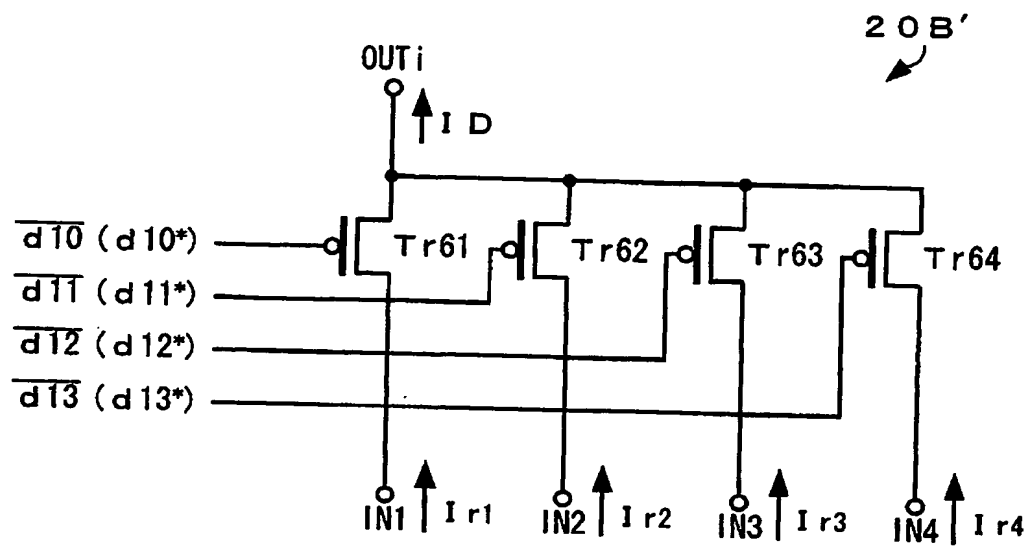 20B′
OUTi
ID
d10 (d10*)
Tr61
Tr62
Tr63
Tr64
d11 (d11*)
d12 (d12*)
d13 (d13*)
IN1
Ir1
IN2
Ir2
IN3
Ir3
IN4
Ir4